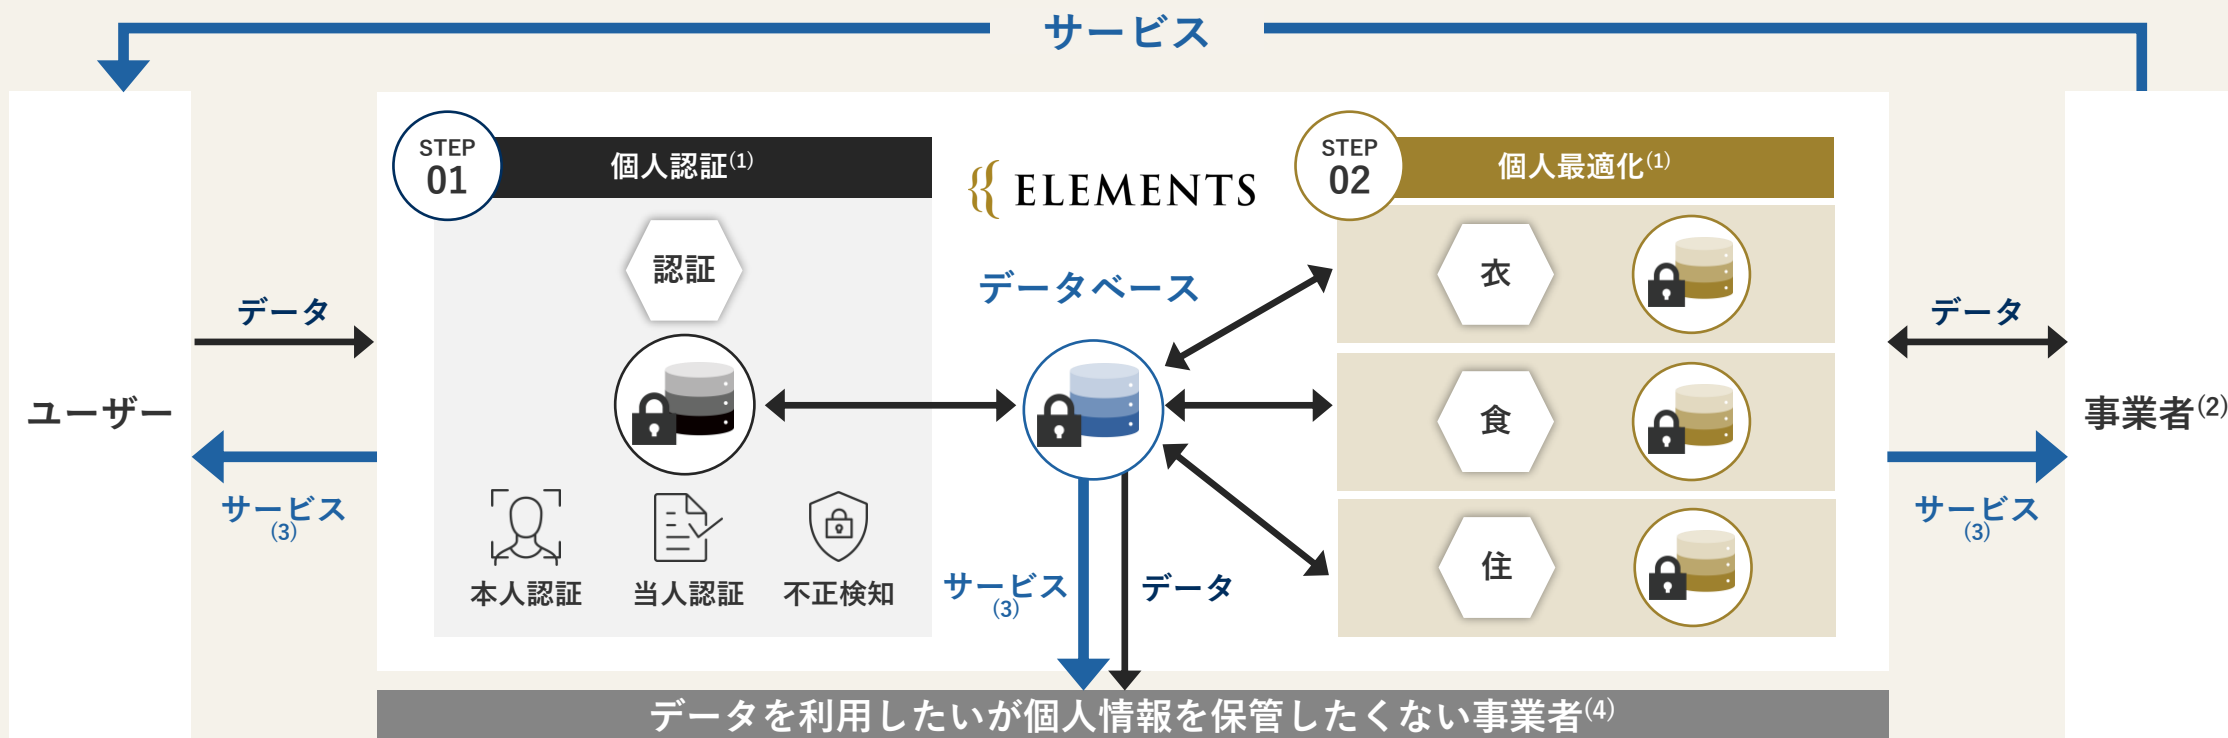 サービス
STEP
01
個人認証(1)
ELEMENTS
STEP
02
個人最適化(1)
認証
データベース
衣
データ
データ
ユーザー
食
事業者(2)
サービス
(3)
サービス
(3)
本人認証
当人認証
不正検知
サービス
(3)
データ
住
データを利用したいが個人情報を保管したくない事業者(4)